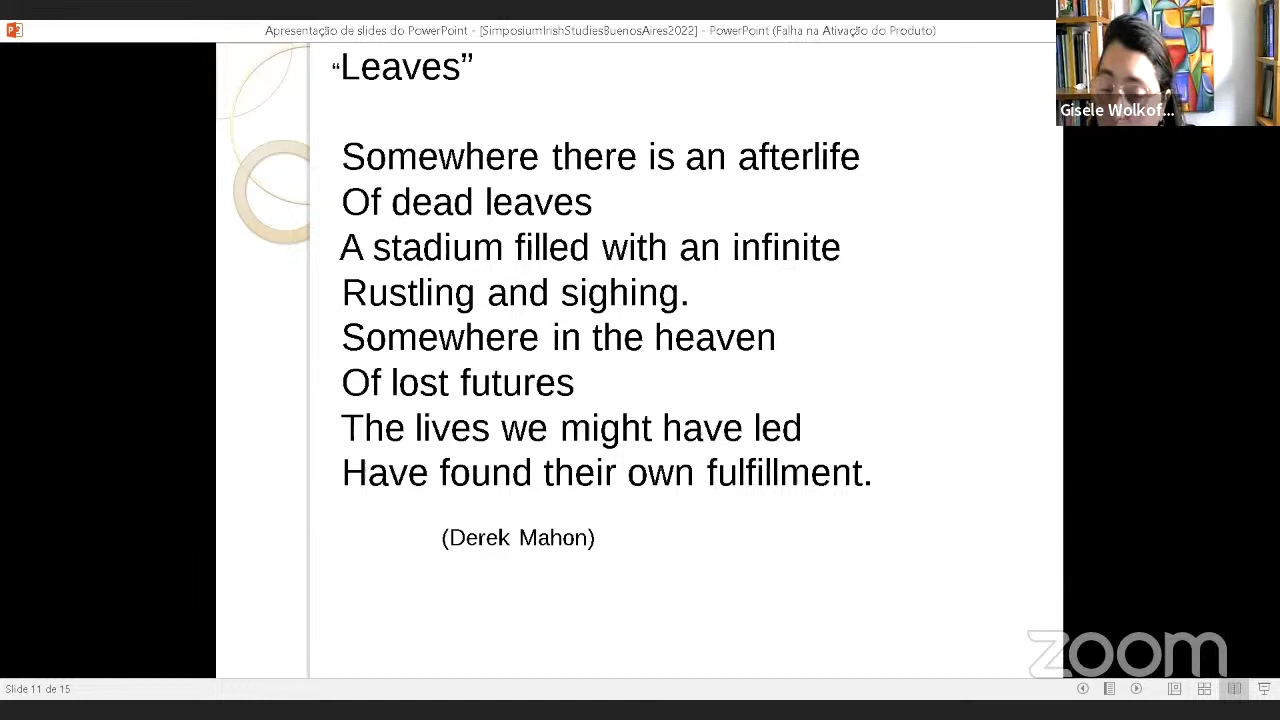 Apresentação de slides do PowerPoint - [SimposiumIrishStudiesBuenosAires2022] - PowerPoint (Falha na Ativação do Produto)
Gisele Wolkof...
“Leaves”
Somewhere there is an afterlife
Of dead leaves
A stadium filled with an infinite
Rustling and sighing.
Somewhere in the heaven
Of lost futures
The lives we might have led
Have found their own fulfillment.
(Derek Mahon)
zoom
Slide 11 de 15